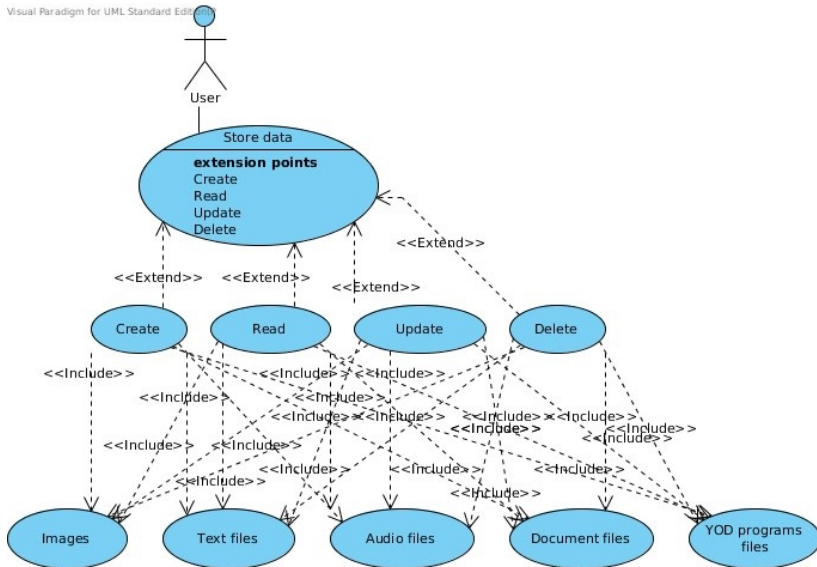 Visual Paradigm for UML Standard Edition
User
Store data
extension points
Create
Read
Update
Delete
<<Extend>>
<<Extend>> <<Extend>> <<Extend>>
Create Read Update Delete
<<Include>> <<Include>> <<Include>>
<<Include>>
<<Include>> <<Include>> <<Include>> <<Include>>
<<Include>>
<<Include>>
<<Include>> <<Include>>
<<Include>> <<Include>> <<Include>>
<<Include>> <<Include>>
Images Text files Audio files Document files YOD programs
files